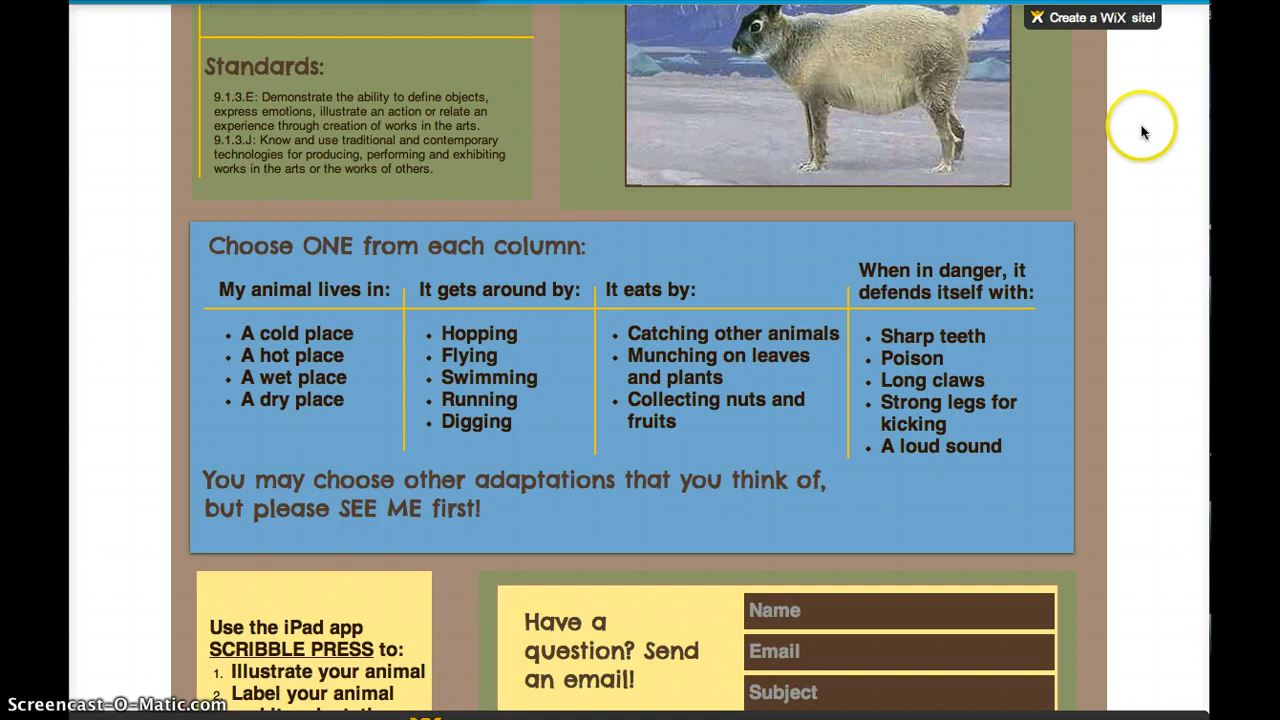 Create a WiX site!
Standards:
9.1.3.E: Demonstrate the ability to define objects,
express emotions, illustrate an action or relate an
experience through creation of works in the arts.
9.1.3.J: Know and use traditional and contemporary
technologies for producing, performing and exhibiting
works in the arts or the works of others.
Choose ONE from each column:
My animal lives in:
A cold place
A hot place
A wet place
A dry place
It gets around by:
Hopping
Flying
Swimming
Running
Digging
It eats by:
Catching other animals
Munching on leaves
and plants
Collecting nuts and
fruits
When in danger, it
defends itself with:
Sharp teeth
Poison
Long claws
Strong legs for
kicking
A loud sound
You may choose other adaptations that you think of,
but please SEE ME first!
Use the iPad app
SCRIBBLE PRESS to:
1. Illustrate your animal
2. Label your animal
Have a
question? Send
an email!
Name
Email
Subject
Screencast-O-Matic.com